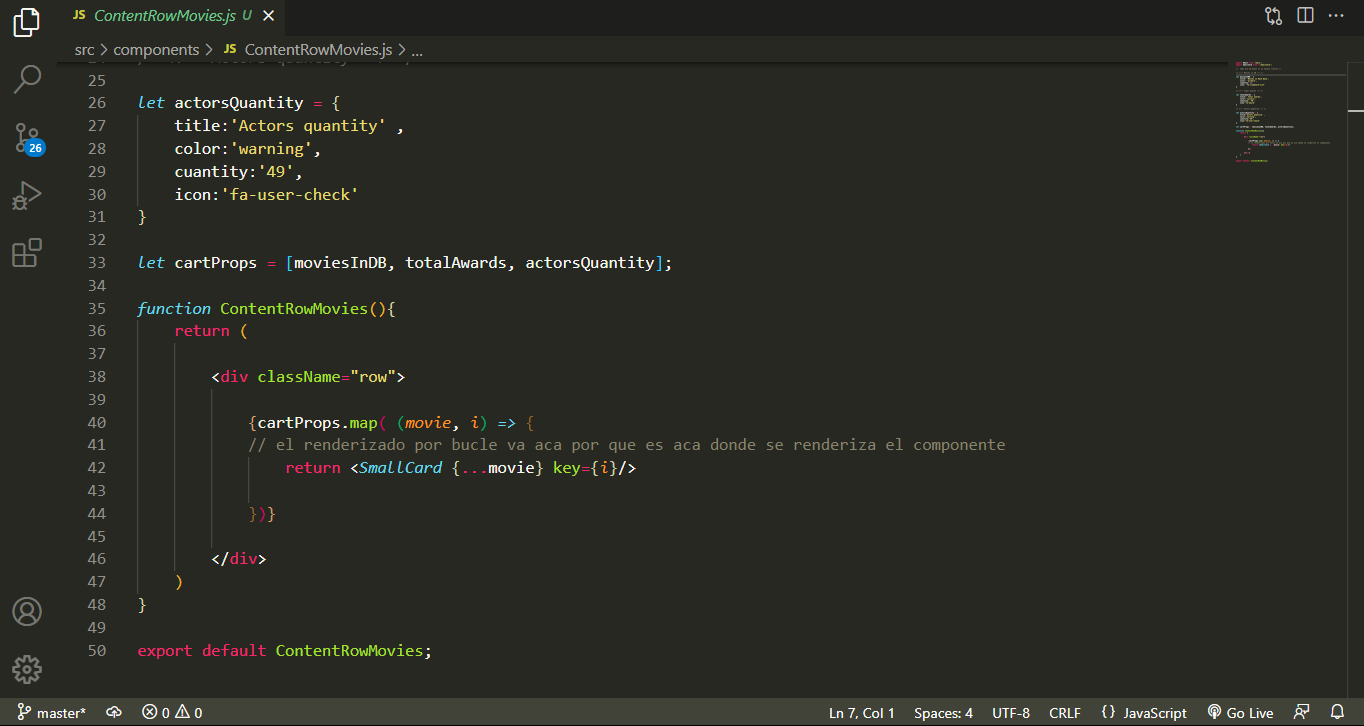 JS ContentRowMovies.js U
src > components > JS ContentRowMovies.js > ...
25
26 let actorsQuantity = {
27     title:'Actors quantity' ,
28     color:'warning',
29     cuantity:'49',
30     icon:'fa-user-check'
31 }
32
33 let cartProps = [moviesInDB, totalAwards, actorsQuantity];
34
35 function ContentRowMovies(){
36     return (
37
38         <div className="row">
39
40             {cartProps.map( (movie, i) => {
41             // el renderizado por bucle va aca por que es aca donde se renderiza el componente
42                 return <SmallCard {...movie} key={i}/>
43
44             })}
45
46         </div>
47     )
48 }
49
50 export default ContentRowMovies;
26
master* 0 0 Ln 7, Col 1 Spaces: 4 UTF-8 CRLF {} JavaScript Go Live